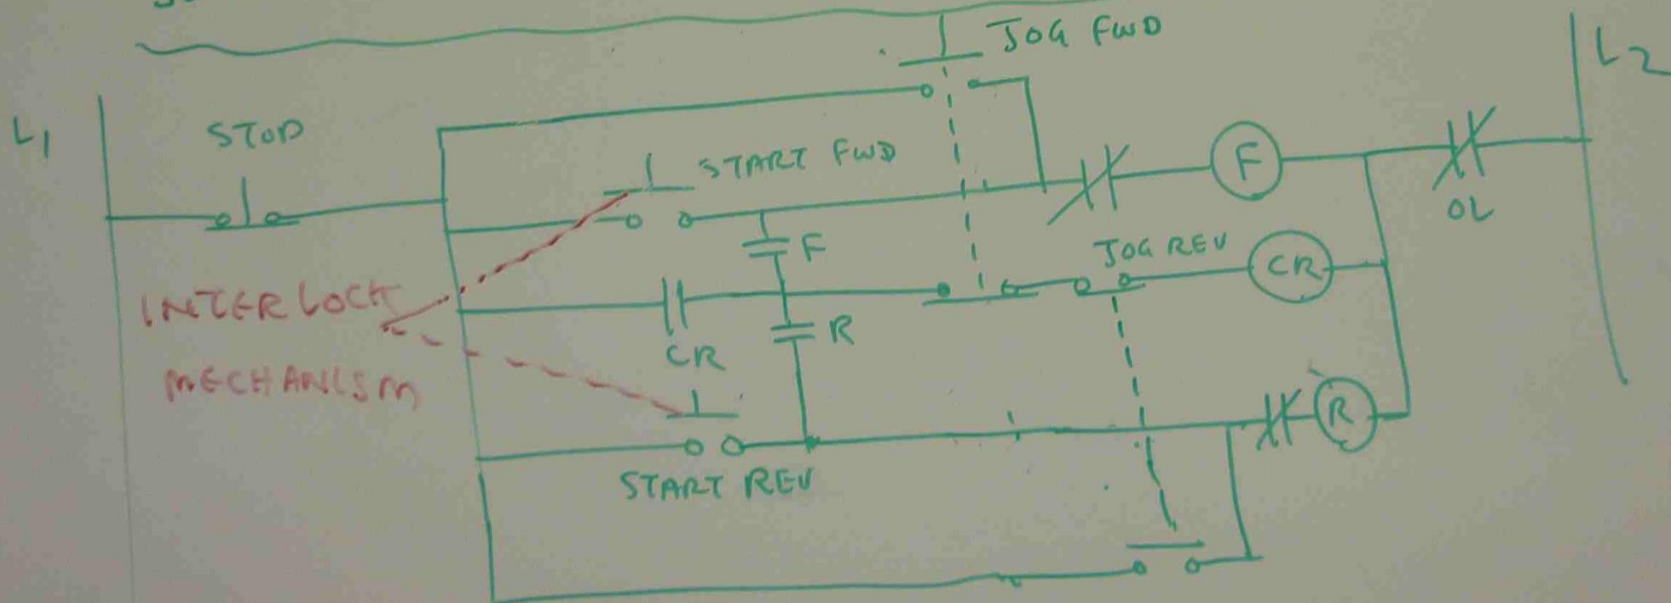 JOG FWD
L2
L1
STOP
START FWD
F
OL
F
JOG REV
CR
INTERLOCK
MECHANISM
CR
R
R
START REV